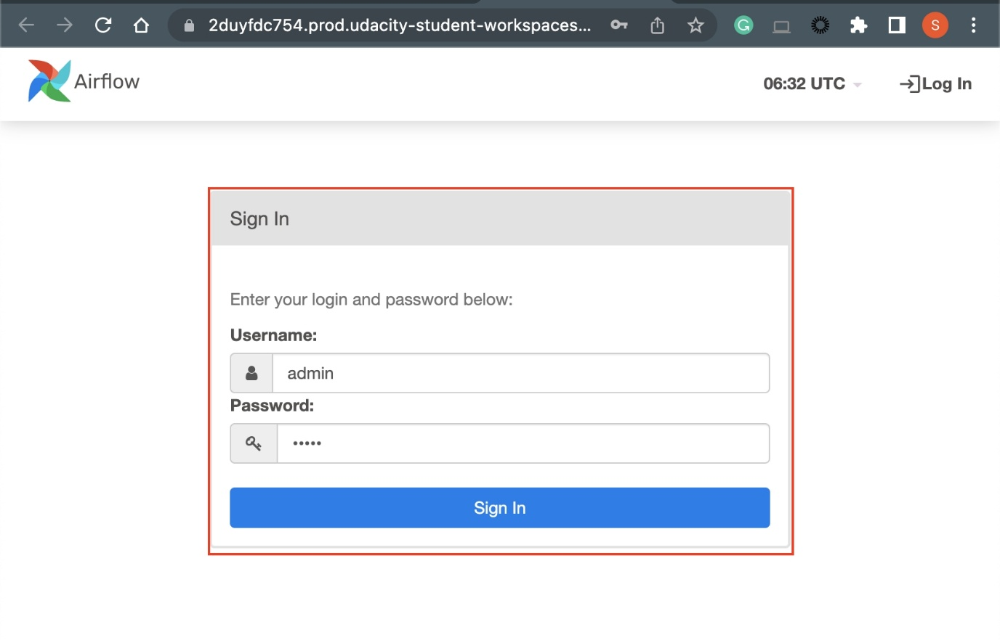 2duyfdc754.prod.udacity-student-workspaces...
G
S
Airflow
06:32 UTC
Log In
Sign In
Enter your login and password below:
Username:
admin
Password:
•••••
Sign In